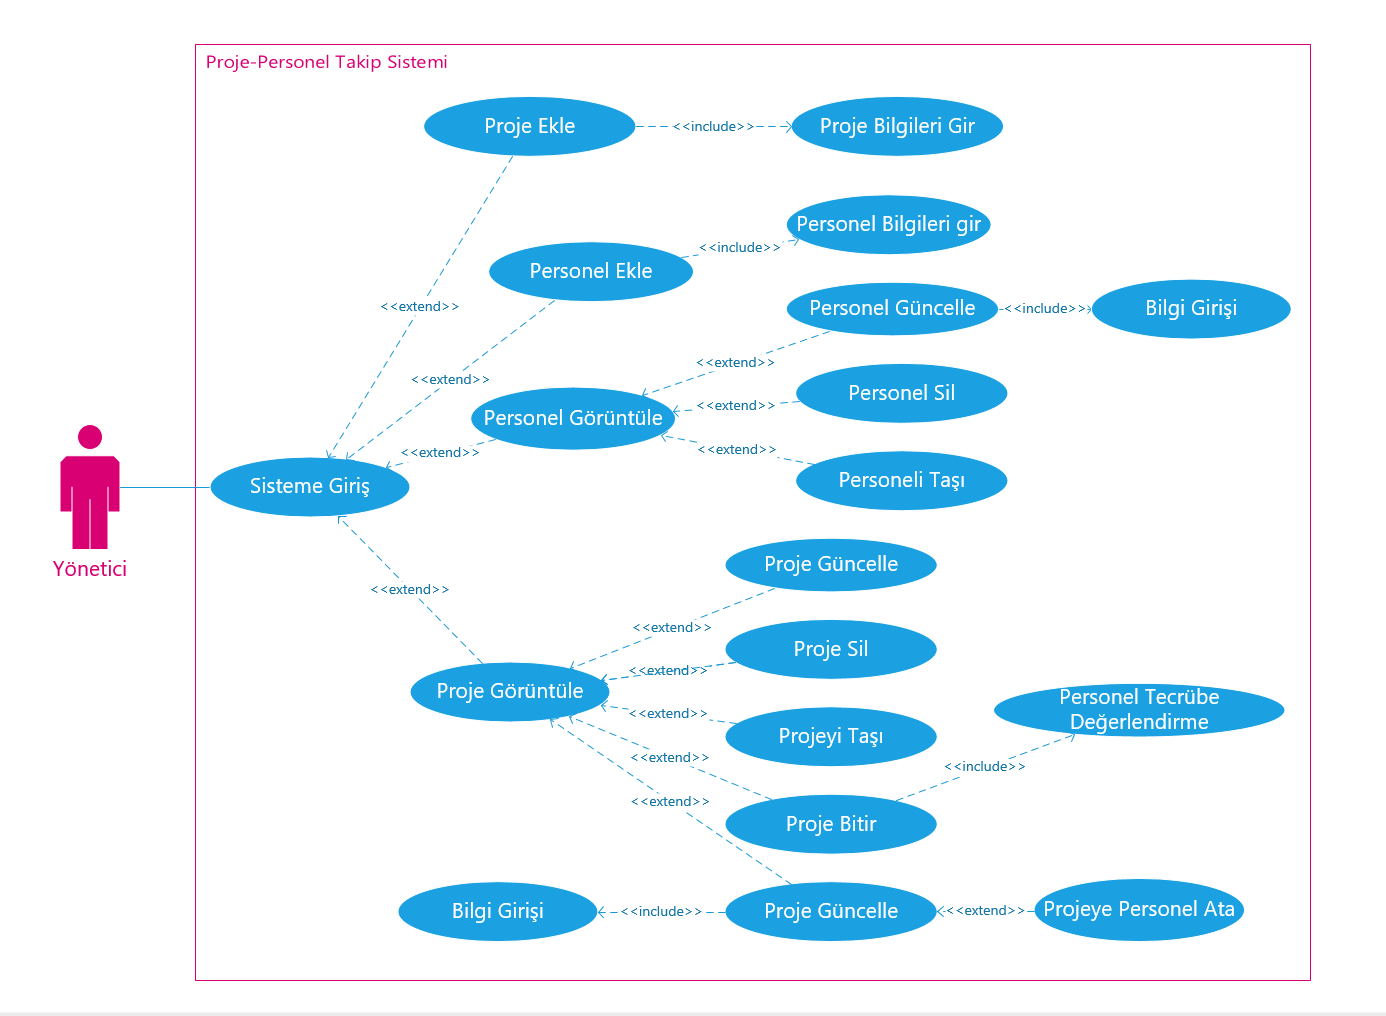 Proje-Personel Takip Sistemi
Proje Ekle
<<include>>
Proje Bilgileri Gir
Personel Bilgileri gir
<<include>>
Personel Ekle
<<extend>>
Personel Güncelle
<<include>>
Bilgi Girişi
<<extend>>
<<extend>>
Personel Sil
<<extend>>
Personel Görüntüle
<<extend>>
<<extend>>
Personeli Taşı
Sisteme Giriş
Yönetici
<<extend>>
Proje Güncelle
<<extend>>
Proje Sil
<<extend>>
Proje Görüntüle
<<extend>>
Projeyi Taşı
Personel Tecrübe
Değerlendirme
<<extend>>
<<include>>
<<extend>>
Proje Bitir
Bilgi Girişi
<<include>>
Proje Güncelle
<<extend>>
Projeye Personel Ata